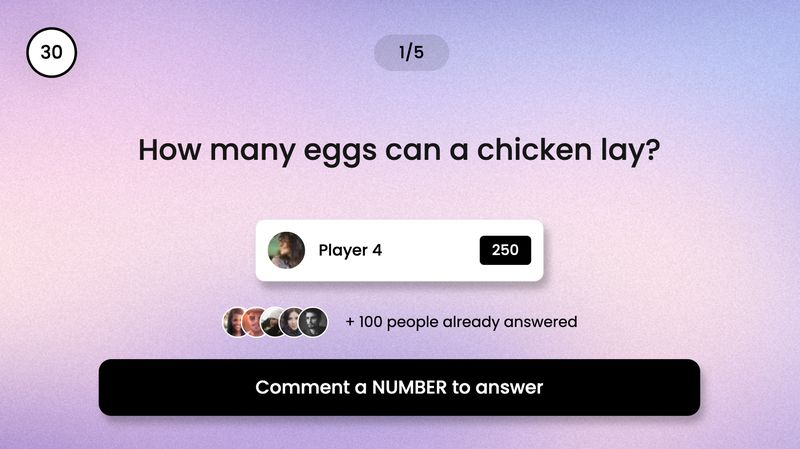 30
1/5
How many eggs can a chicken lay?
Player 4
250
+ 100 people already answered
Comment a NUMBER to answer